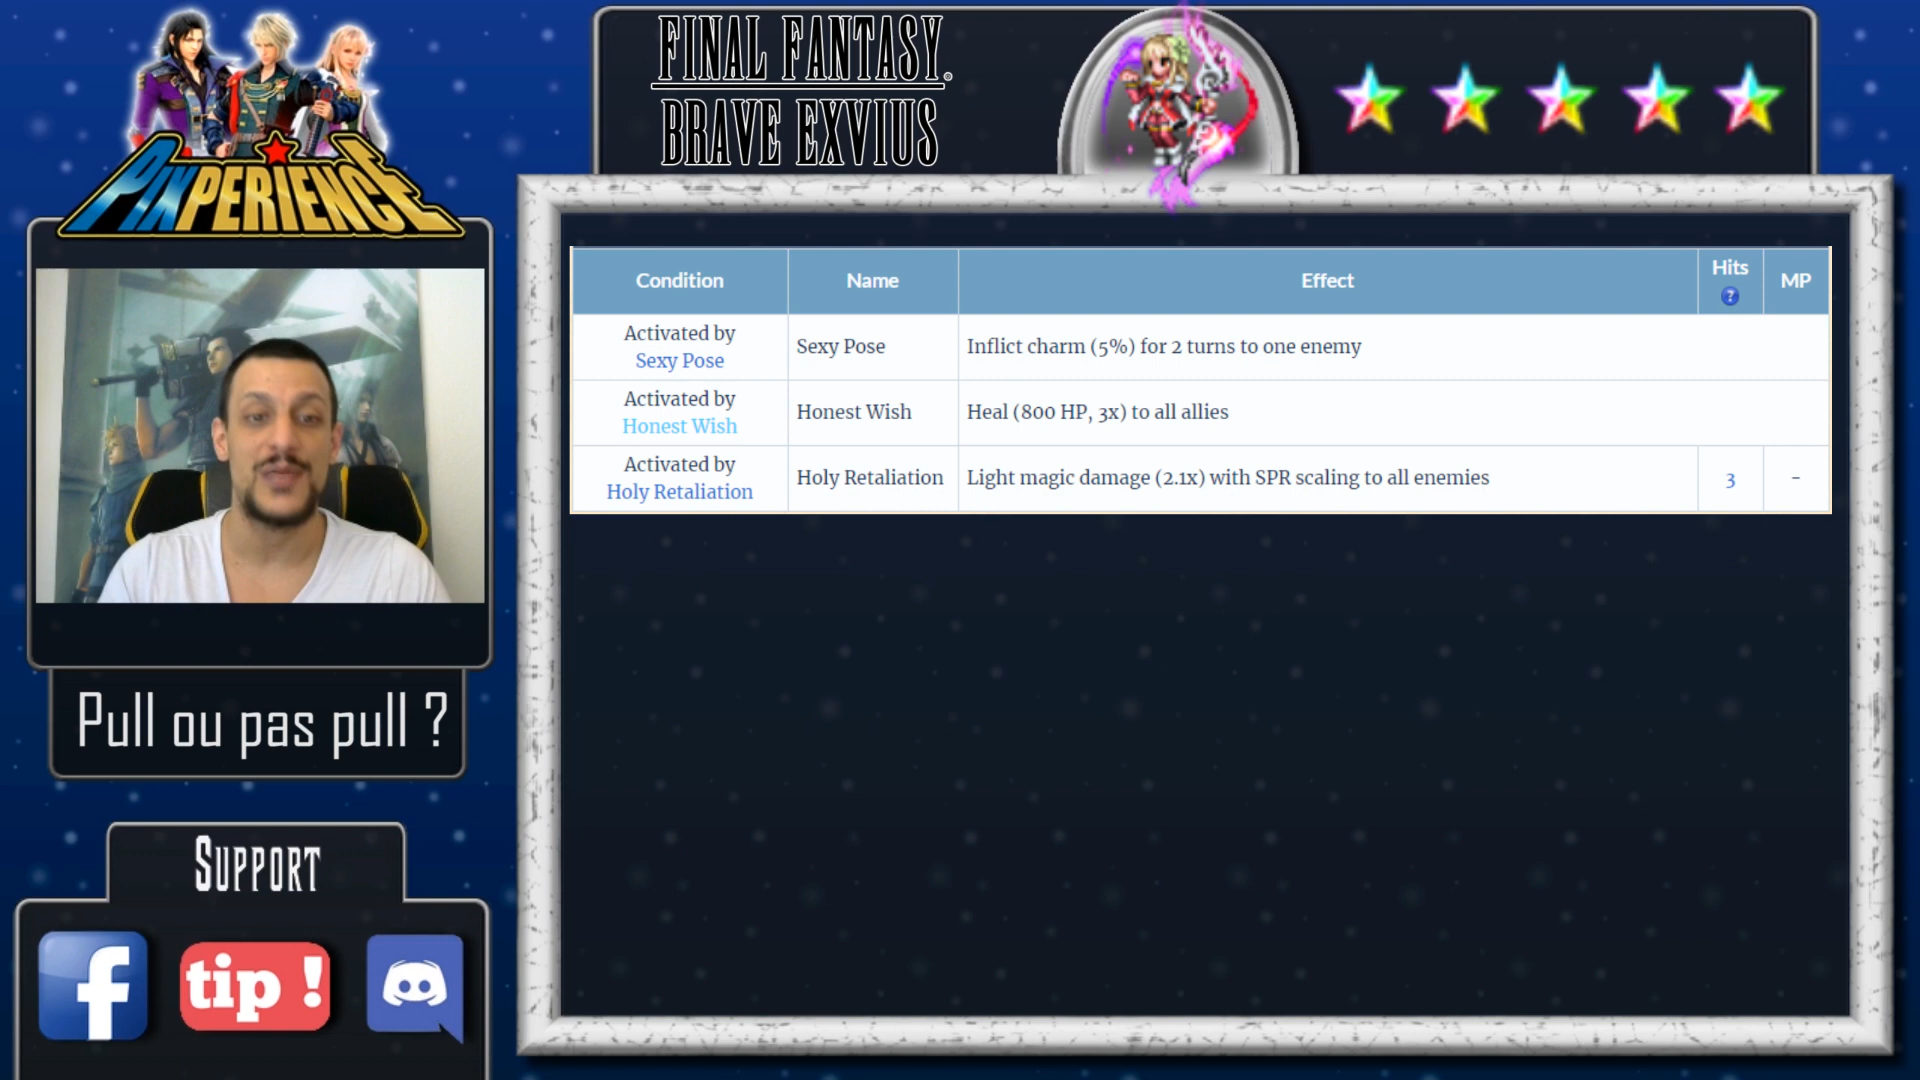 FINAL FANTASY®
BRAVE EXVIUS
PIXPERIENCE
Condition Name Effect Hits ? MP
Activated by
Sexy Pose
Sexy Pose
Inflict charm (5%) for 2 turns to one enemy
Activated by
Honest Wish
Honest Wish
Heal (800 HP, 3x) to all allies
Activated by
Holy Retaliation
Holy Retaliation
Light magic damage (2.1x) with SPR scaling to all enemies
3
-
Pull ou pas pull ?
SUPPORT
f
tip !